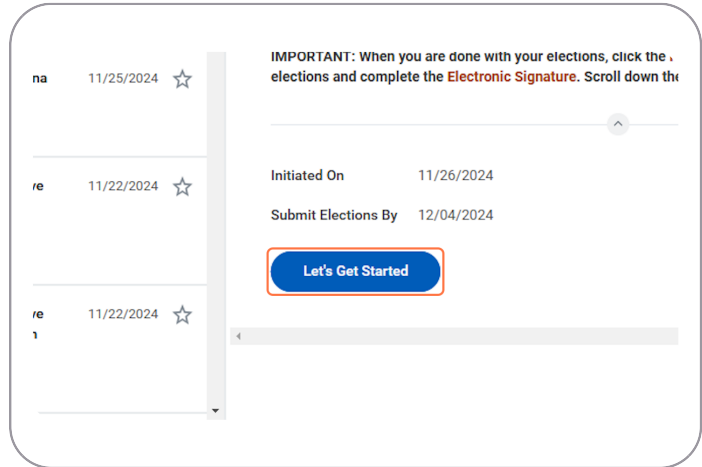 na 11/25/2024
ve 11/22/2024
ve 11/22/2024
IMPORTANT: When you are done with your elections, click the
elections and complete the Electronic Signature. Scroll down the
Initiated On 11/26/2024
Submit Elections By 12/04/2024
Let's Get Started